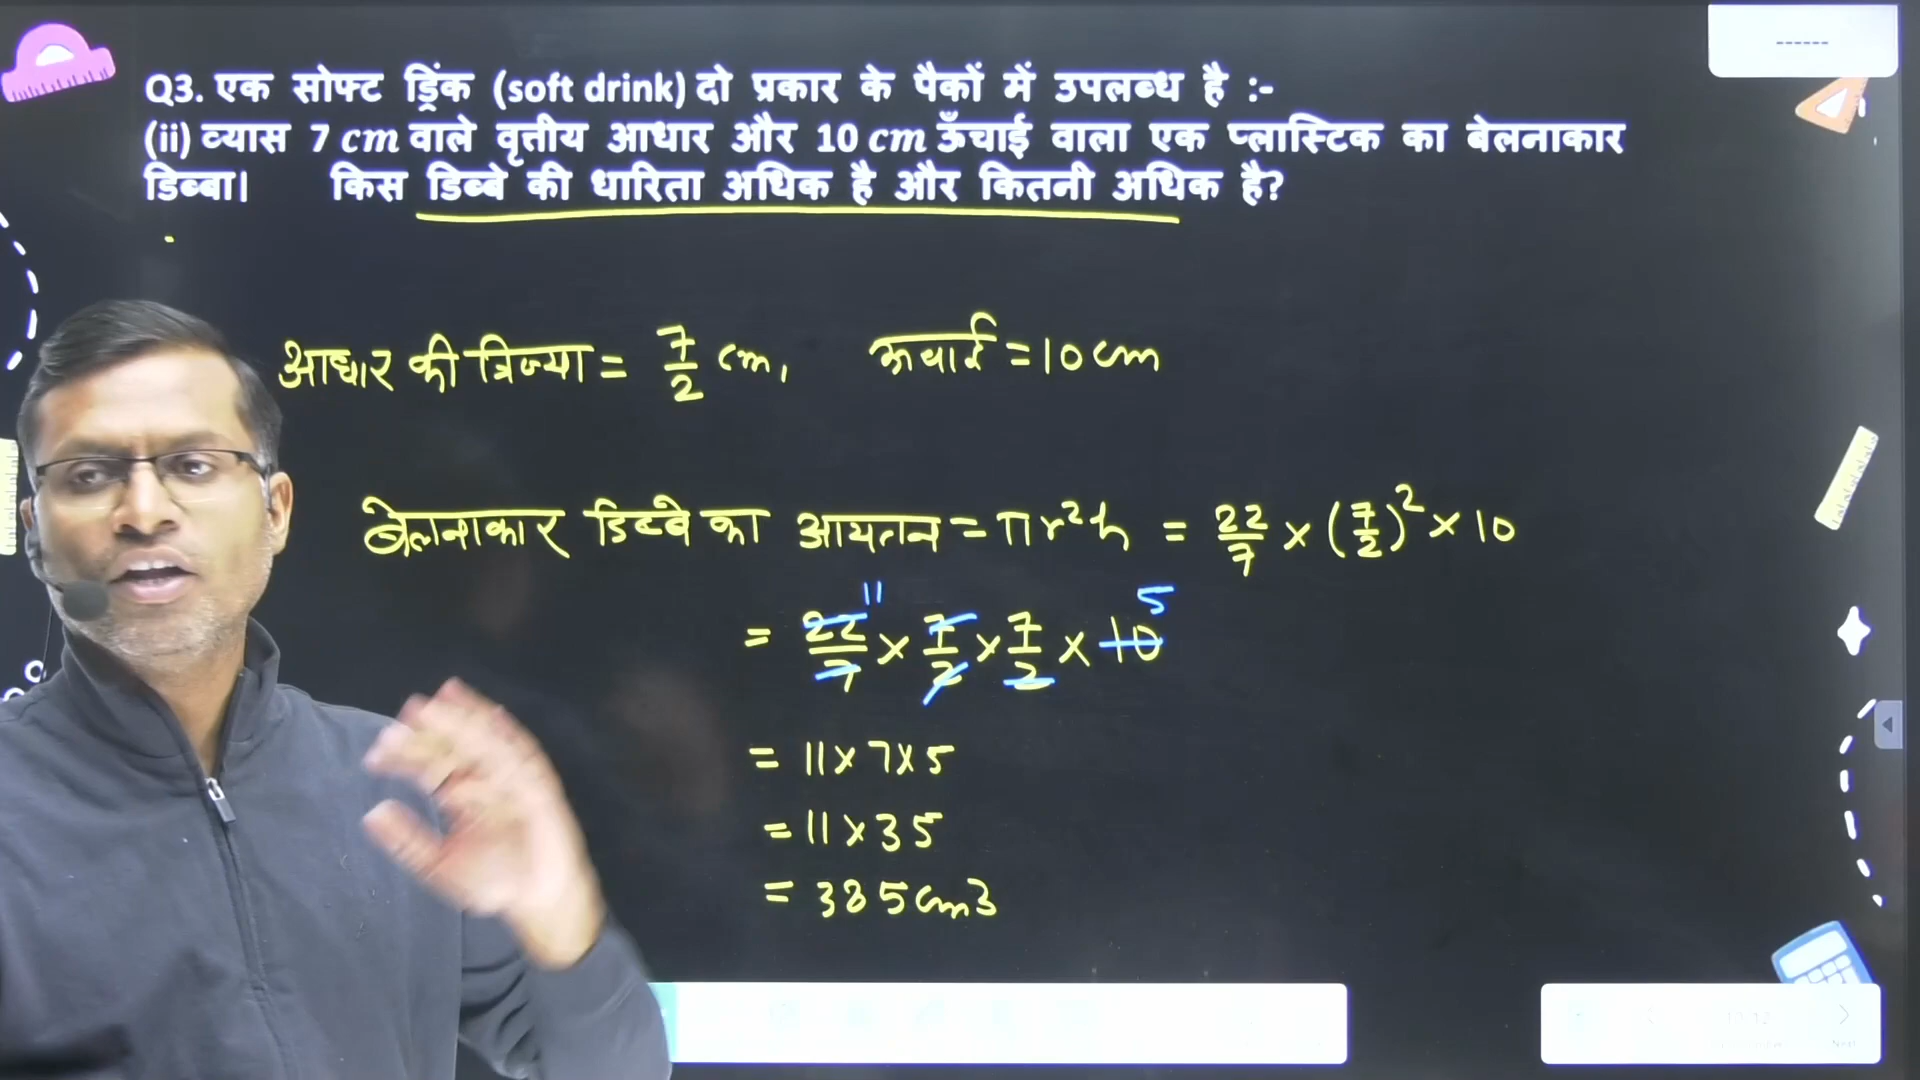 ------
Q3. एक सोफ्ट ड्रिंक (soft drink) दो प्रकार के पैकों में उपलब्ध है :-
(ii) व्यास 7 cm वाले वृत्तीय आधार और 10 cm ऊँचाई वाला एक प्लास्टिक का बेलनाकार
डिब्बा। किस डिब्बे की धारिता अधिक है और कितनी अधिक है?
आधार की त्रिज्या = 7/2 cm, ऊचाई = 10 cm
बेलनाकार डिब्बे का आयतन = πr²h = 22/7 × (7/2)² × 10
11 5
= 22/7 × 7/2 × 7/2 × 10
= 11 × 7 × 5
= 11 × 35
= 385 cm3